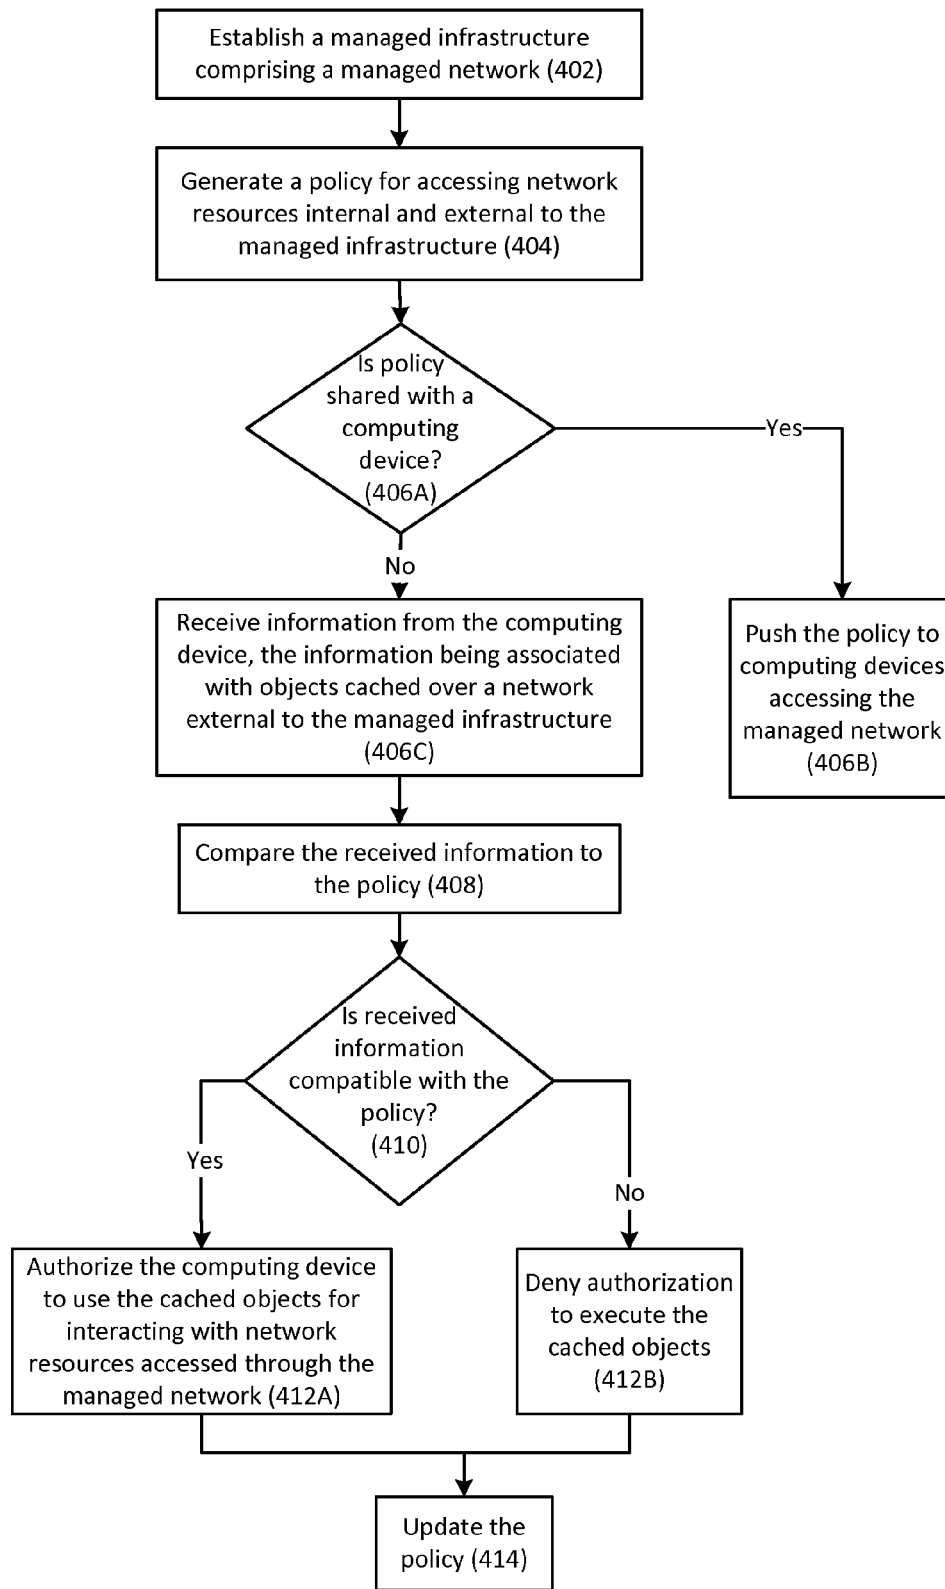 Establish a managed infrastructure
comprising a managed network (402)
Generate a policy for accessing network
resources internal and external to the
managed infrastructure (404)
Is policy
shared with a
computing
device?
(406A)
Yes
No
Receive information from the computing
device, the information being associated
with objects cached over a network
external to the managed infrastructure
(406C)
Push the policy to
computing devices
accessing the
managed network
(406B)
Compare the received information to
the policy (408)
Is received
information
compatible with the
policy?
(410)
Yes
No
Authorize the computing device
to use the cached objects for
interacting with network
resources accessed through the
managed network (412A)
Deny authorization
to execute the
cached objects
(412B)
Update the
policy (414)